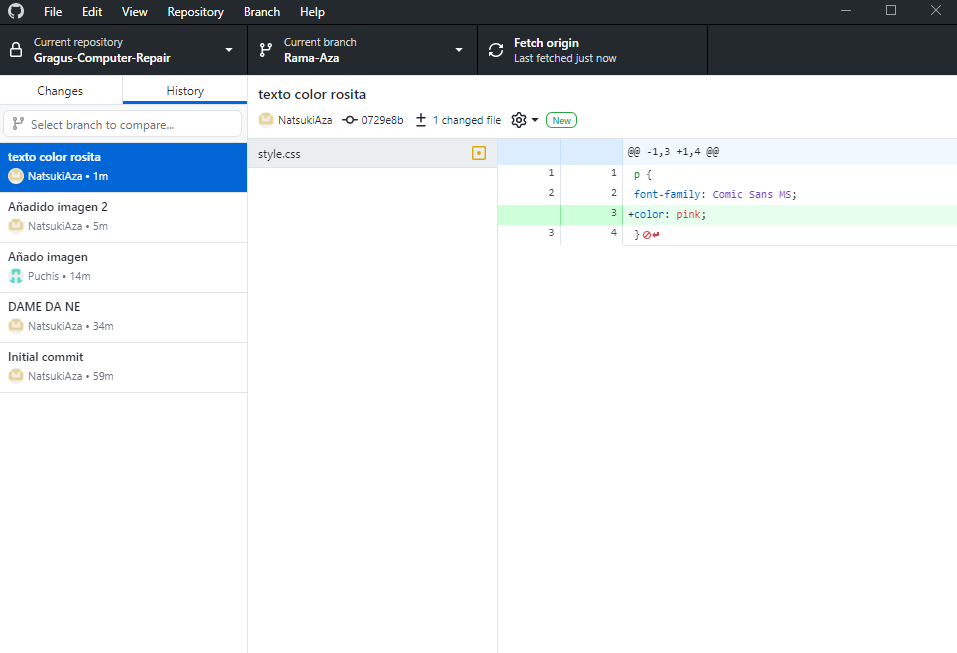 File Edit View Repository Branch Help
Current repository
Gragus-Computer-Repair
Current branch
Rama-Aza
Fetch origin
Last fetched just now
Changes
History
Select branch to compare...
texto color rosita
NatsukiAza • 1m
Añadido imagen 2
NatsukiAza • 5m
Añado imagen
Puchis • 14m
DAME DA NE
NatsukiAza • 34m
Initial commit
NatsukiAza • 59m
texto color rosita
NatsukiAza 0729e8b 1 changed file New
style.css
@@ -1,3 +1,4 @@
1 1 p {
2 2 font-family: Comic Sans MS;
3 +color: pink;
3 4 }